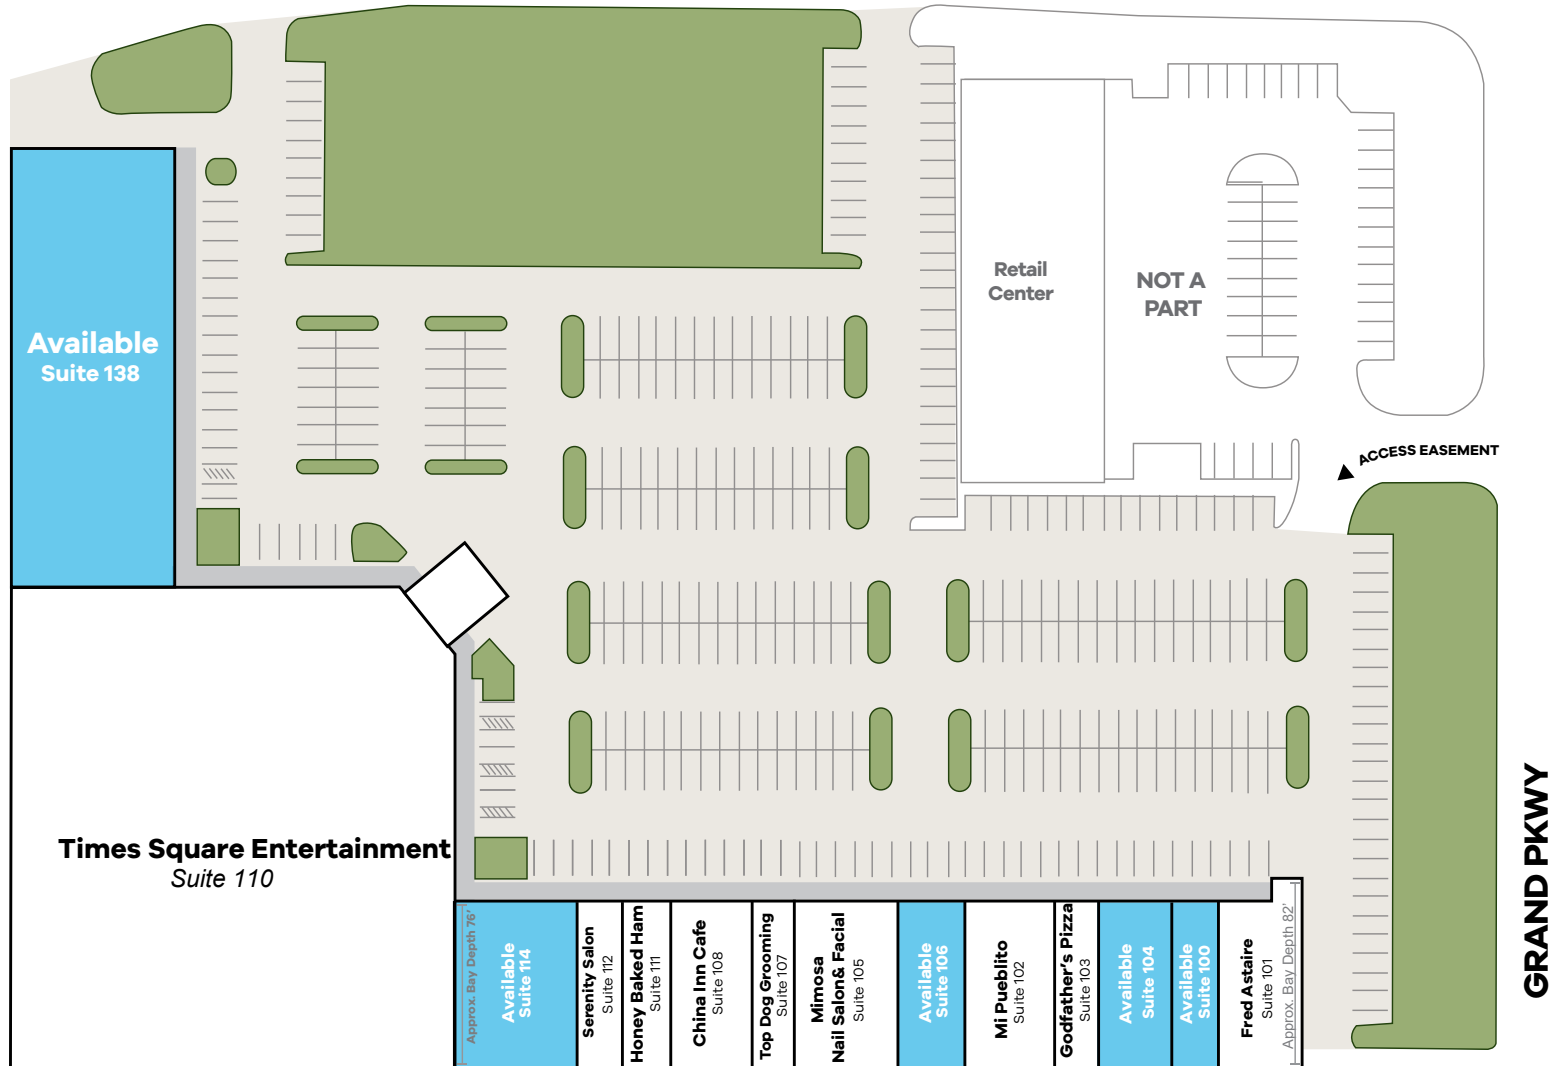 Retail
Center
NOT A
PART
Available
Suite 138
ACCESS EASEMENT
GRAND PKWY
Times Square Entertainment
Suite 110
Approx. Bay Depth 76'
Available
Suite 114
Serenity Salon
Suite 112
Honey Baked Ham
Suite 111
China Inn Cafe
Suite 108
Top Dog Grooming
Suite 107
Mimosa
Nail Salon& Facial
Suite 105
Available
Suite 106
Mi Pueblito
Suite 102
Godfather's Pizza
Suite 103
Available
Suite 104
Available
Suite 100
Fred Astaire
Suite 101
Approx. Bay Depth 82'